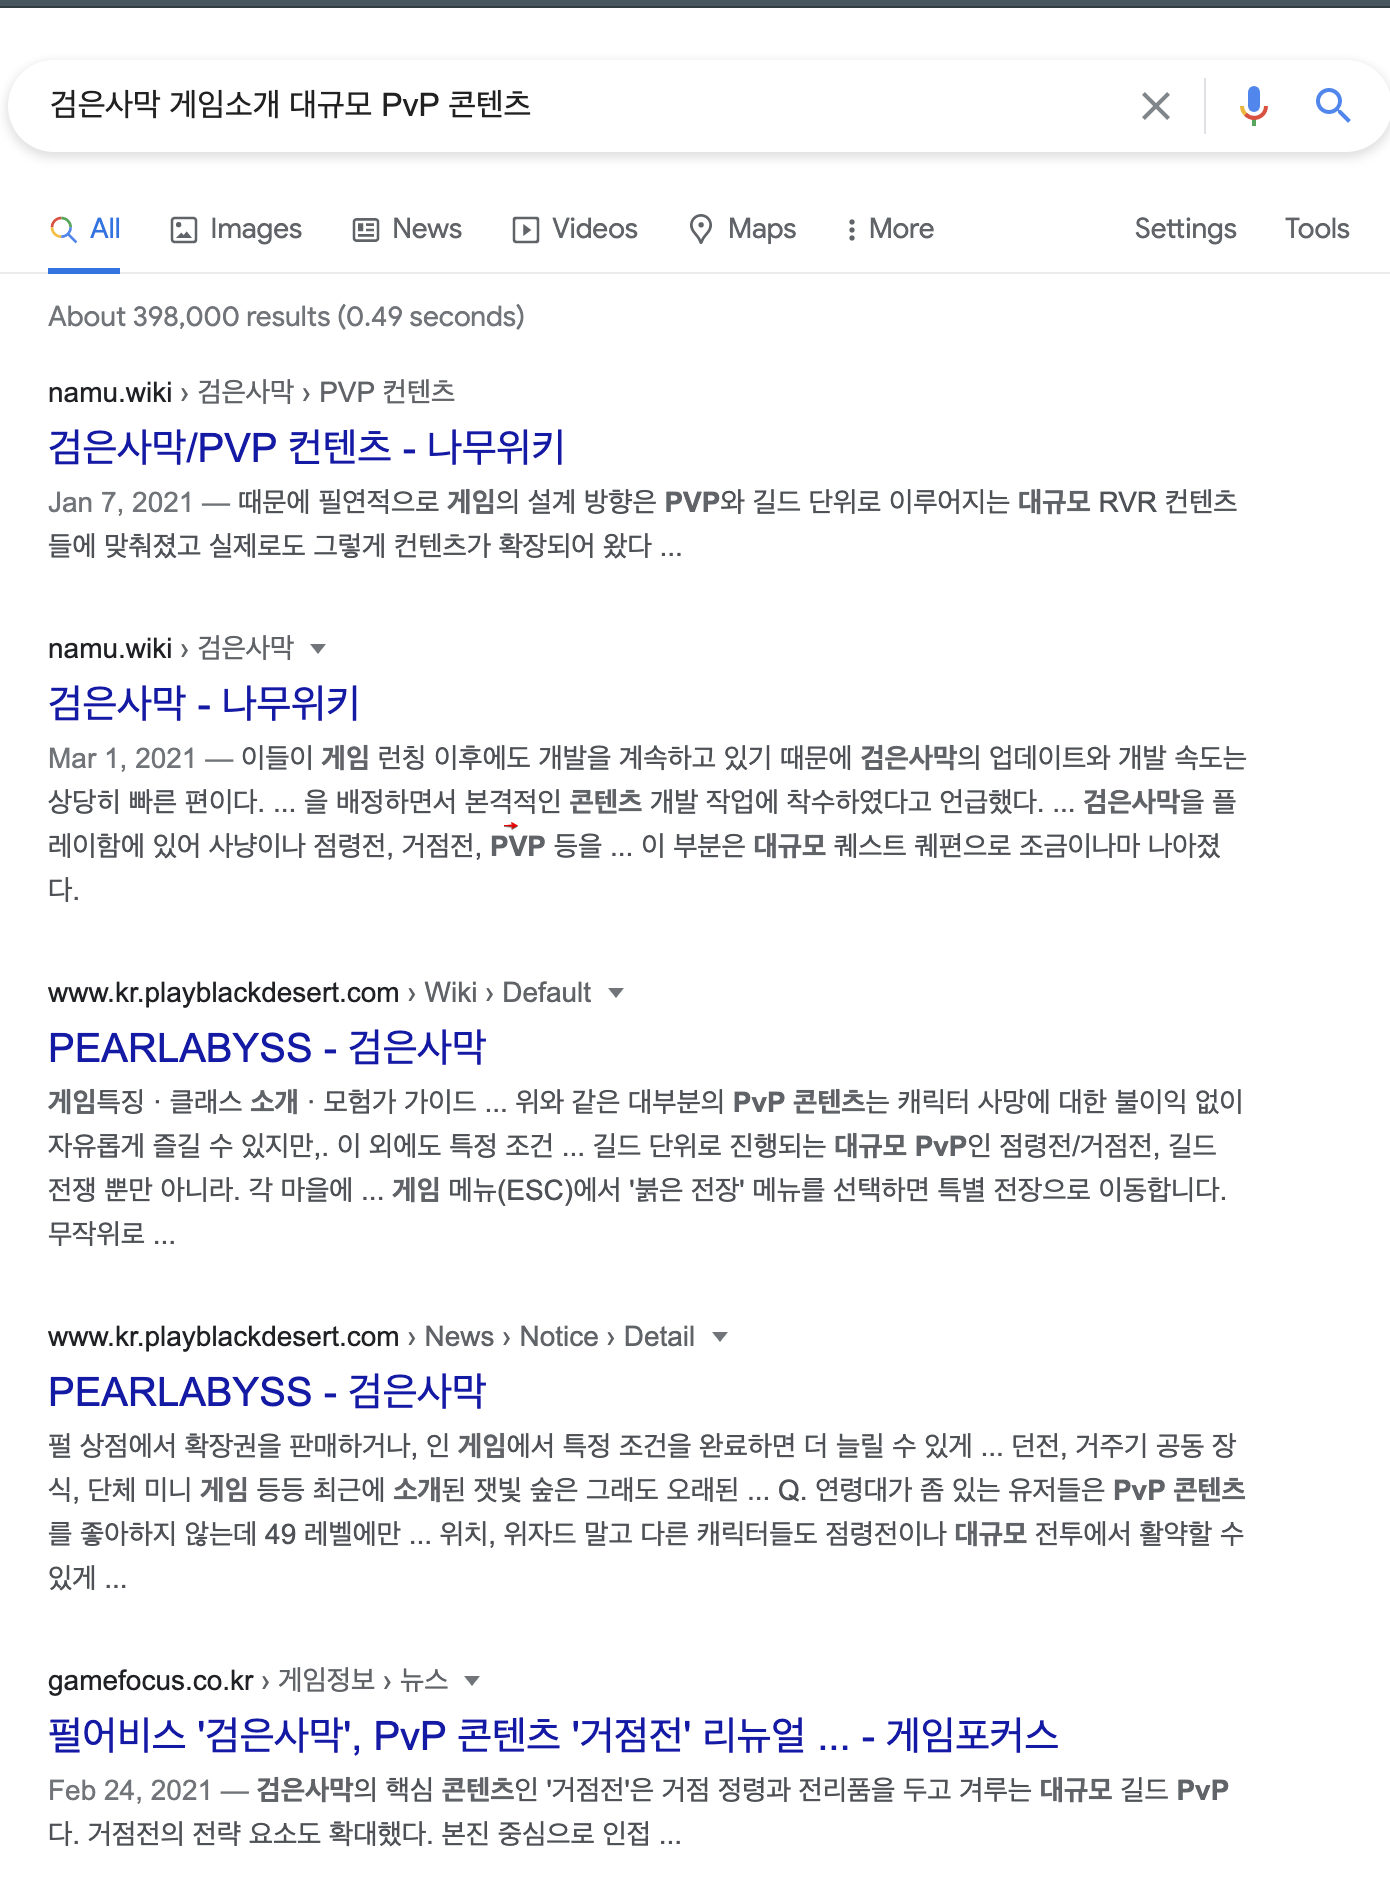 검은사막 게임소개 대규모 PvP 콘텐츠
All Images News Videos Maps More Settings Tools
About 398,000 results (0.49 seconds)
namu.wiki › 검은사막 › PVP 컨텐츠
검은사막/PVP 컨텐츠 - 나무위키
Jan 7, 2021 — 때문에 필연적으로 게임의 설계 방향은 PVP와 길드 단위로 이루어지는 대규모 RVR 컨텐츠
들에 맞춰졌고 실제로도 그렇게 컨텐츠가 확장되어 왔다 ...
namu.wiki › 검은사막
검은사막 - 나무위키
Mar 1, 2021 — 이들이 게임 런칭 이후에도 개발을 계속하고 있기 때문에 검은사막의 업데이트와 개발 속도는
상당히 빠른 편이다. ... 을 배정하면서 본격적인 콘텐츠 개발 작업에 착수하였다고 언급했다. ... 검은사막을 플
레이함에 있어 사냥이나 점령전, 거점전, PVP 등을 ... 이 부분은 대규모 퀘스트 퀘편으로 조금이나마 나아졌
다.
www.kr.playblackdesert.com › Wiki › Default
PEARLABYSS - 검은사막
게임특징 · 클래스 소개 · 모험가 가이드 ... 위와 같은 대부분의 PvP 콘텐츠는 캐릭터 사망에 대한 불이익 없이
자유롭게 즐길 수 있지만,. 이 외에도 특정 조건 ... 길드 단위로 진행되는 대규모 PvP인 점령전/거점전, 길드
전쟁 뿐만 아니라. 각 마을에 ... 게임 메뉴(ESC)에서 '붉은 전장' 메뉴를 선택하면 특별 전장으로 이동합니다.
무작위로 ...
www.kr.playblackdesert.com › News › Notice › Detail
PEARLABYSS - 검은사막
펄 상점에서 확장권을 판매하거나, 인 게임에서 특정 조건을 완료하면 더 늘릴 수 있게 ... 던전, 거주기 공동 장
식, 단체 미니 게임 등등 최근에 소개된 잿빛 숲은 그래도 오래된 ... Q. 연령대가 좀 있는 유저들은 PvP 콘텐츠
를 좋아하지 않는데 49 레벨에만 ... 위치, 위자드 말고 다른 캐릭터들도 점령전이나 대규모 전투에서 활약할 수
있게 ...
gamefocus.co.kr › 게임정보 › 뉴스
펄어비스 '검은사막', PvP 콘텐츠 '거점전' 리뉴얼 ... - 게임포커스
Feb 24, 2021 — 검은사막의 핵심 콘텐츠인 '거점전'은 거점 정령과 전리품을 두고 겨루는 대규모 길드 PvP
다. 거점전의 전략 요소도 확대했다. 본진 중심으로 인접 ...